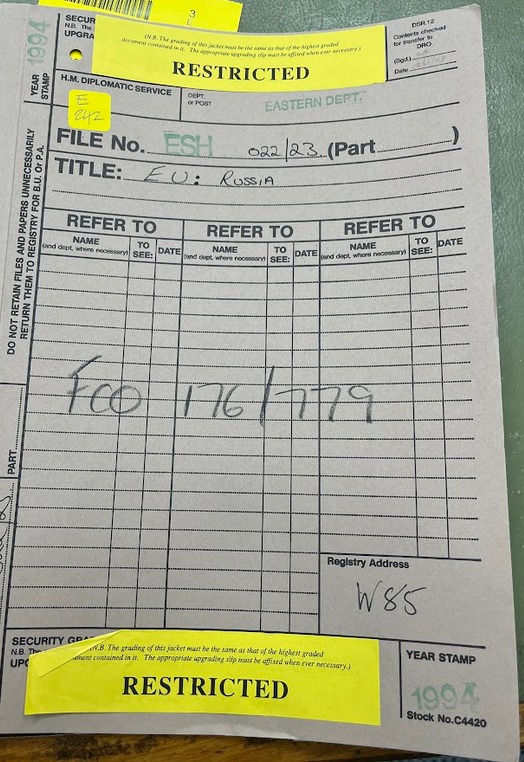 3
E
SECUR
N.B. The
UPGRA
(N.B. The grading of this jacket must be the same as that of the highest graded
document contained in it. The appropriate upgrading slip must be affixed when ever necessary.)
RESTRICTED
DSR.12
Contents checked
for transfer to
DRO
(Sgd.)
Date
YEAR STAMP
1994
H.M. DIPLOMATIC SERVICE
DEPT.
or POST
EASTERN DEPT.
E
242
FILE No. ESH 022/23 (Part )
TITLE: EU: RUSSIA
DO NOT RETAIN FILES AND PAPERS UNNECESSARILY
RETURN THEM TO REGISTRY FOR B.U. Or P.A.
REFER TO REFER TO REFER TO
NAME (and dept, where necessary) TO SEE: DATE NAME (and dept, where necessary) TO SEE: DATE NAME (and dept, where necessary) TO SEE: DATE
FCO 176/779
PART
Registry Address
W85
SECURITY GRA
N.B. The
UPG
(N.B. The grading of this jacket must be the same as that of the highest graded
document contained in it. The appropriate upgrading slip must be affixed when ever necessary.)
RESTRICTED
YEAR STAMP
1994
Stock No.C4420